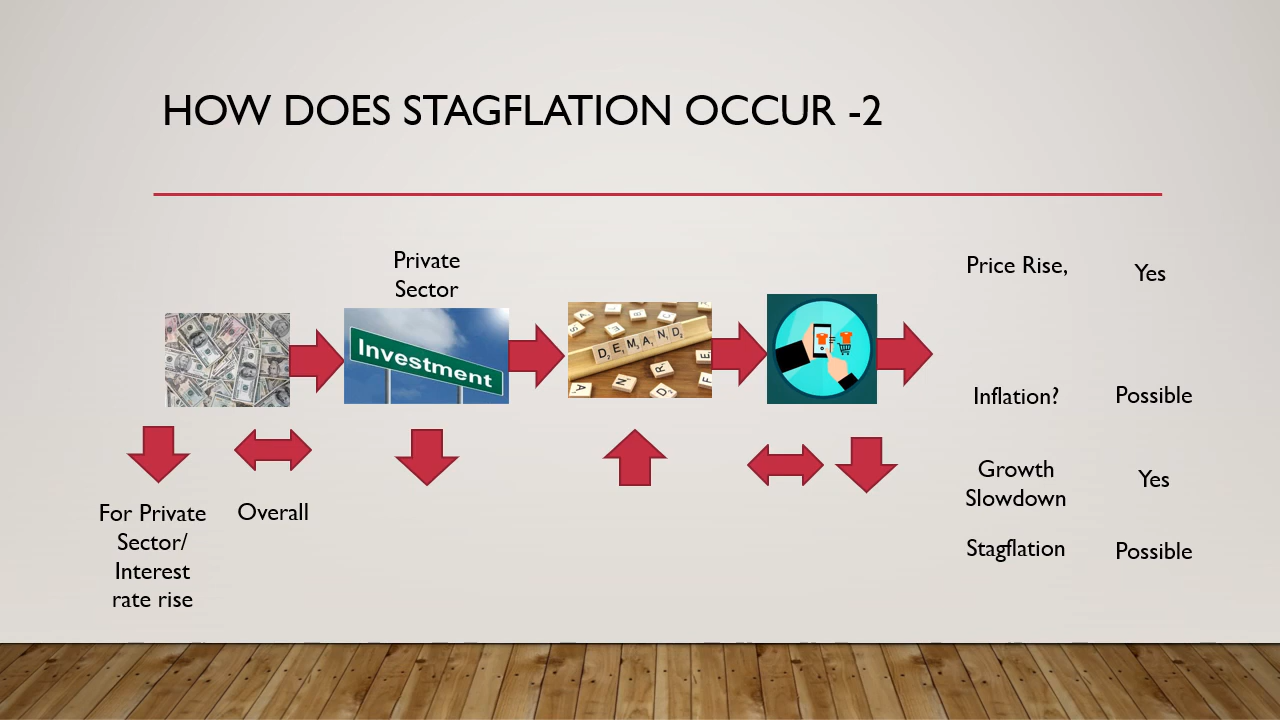 HOW DOES STAGFLATION OCCUR -2
Private
Sector
Price Rise,
Yes
Investment
DEMAND
Inflation?
Possible
Growth
Slowdown
Yes
For Private
Sector/
Interest
rate rise
Overall
Stagflation
Possible